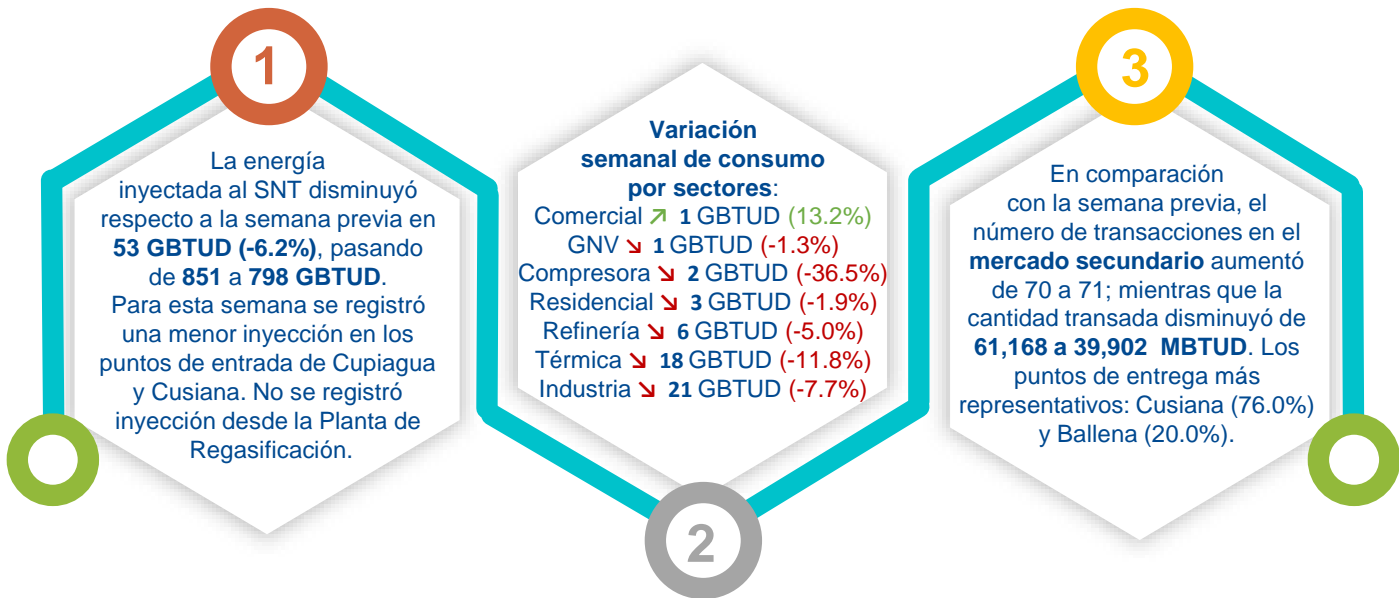 1
La energía
inyectada al SNT disminuyó
respecto a la semana previa en
53 GBTUD (-6.2%), pasando
de 851 a 798 GBTUD.
Para esta semana se registró
una menor inyección en los
puntos de entrada de Cupiagua
y Cusiana. No se registró
inyección desde la Planta de
Regasificación.
Variación
semanal de consumo
por sectores:
Comercial ↗ 1 GBTUD (13.2%)
GNV ↘ 1 GBTUD (-1.3%)
Compresora ↘ 2 GBTUD (-36.5%)
Residencial ↘ 3 GBTUD (-1.9%)
Refinería ↘ 6 GBTUD (-5.0%)
Térmica ↘ 18 GBTUD (-11.8%)
Industria ↘ 21 GBTUD (-7.7%)
2
3
En comparación
con la semana previa, el
número de transacciones en el
mercado secundario aumentó
de 70 a 71; mientras que la
cantidad transada disminuyó de
61,168 a 39,902 MBTUD. Los
puntos de entrega más
representativos: Cusiana (76.0%)
y Ballena (20.0%).